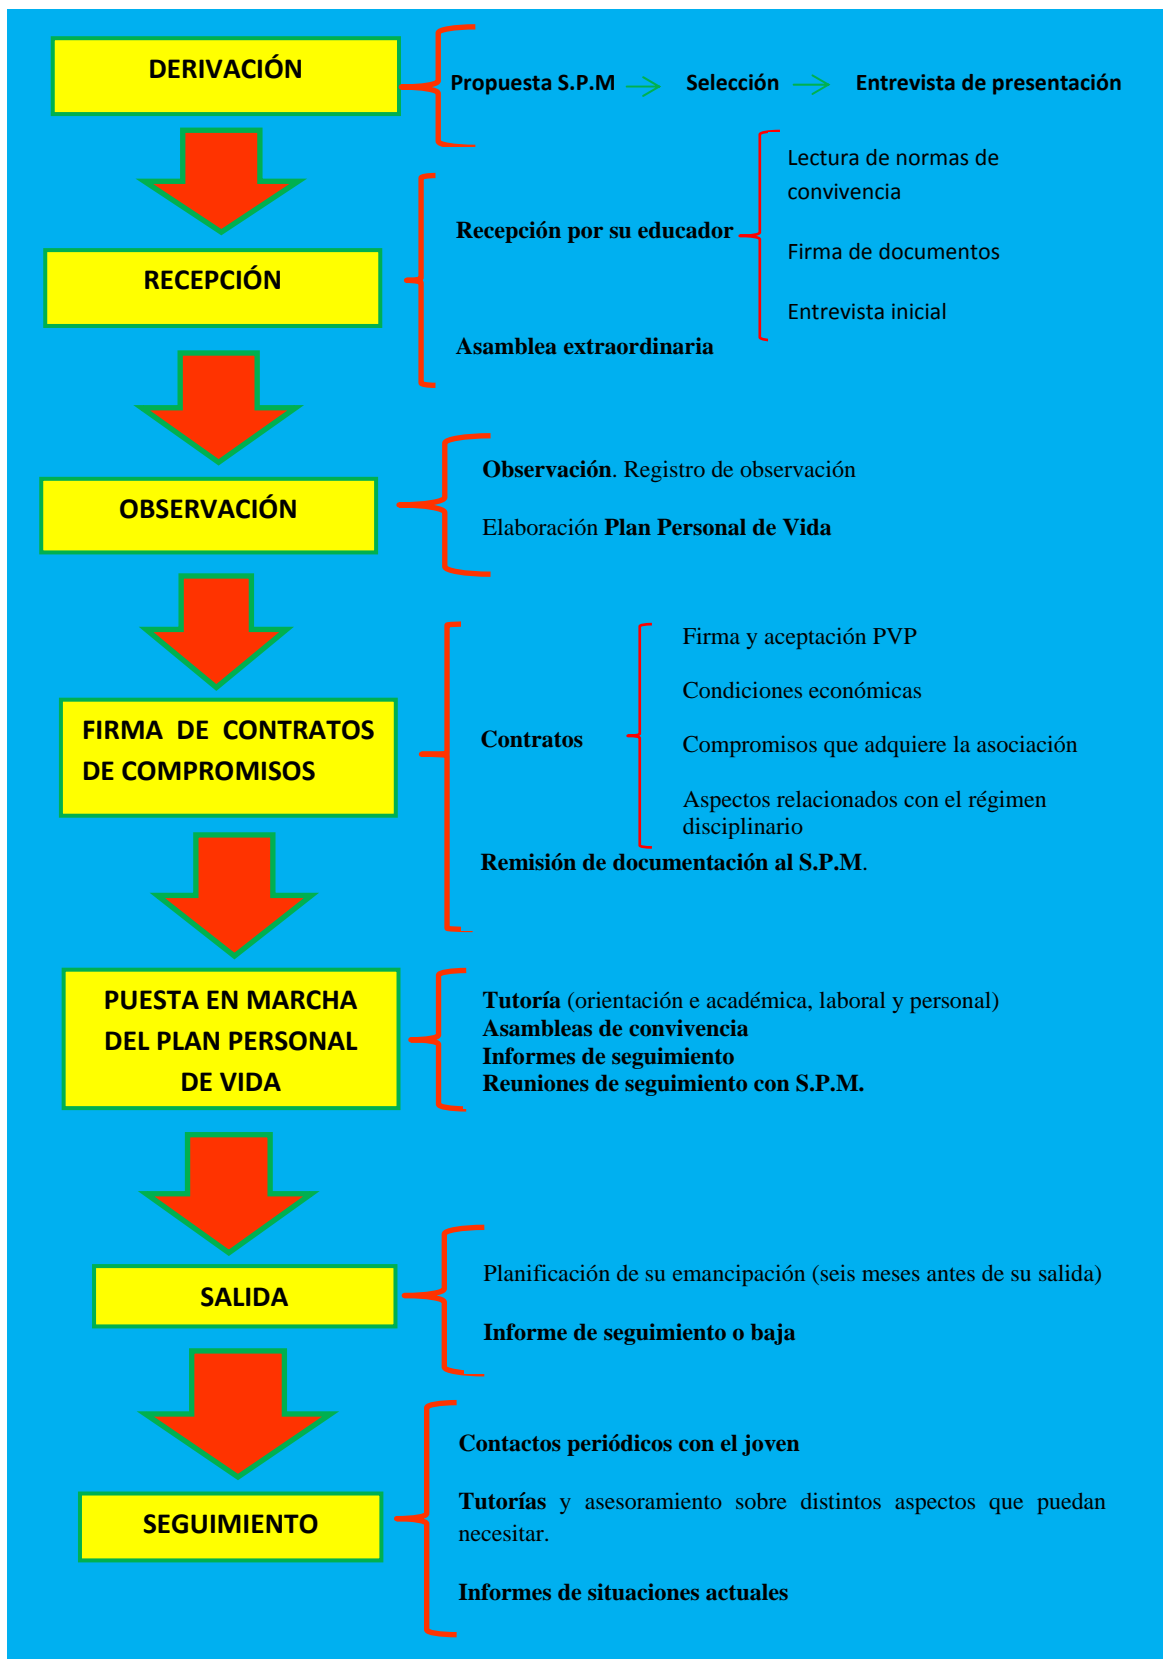 DERIVACIÓN
Propuesta S.P.M
Selección
Entrevista de presentación
RECEPCIÓN
Recepción por su educador
Lectura de normas de
convivencia
Firma de documentos
Entrevista inicial
Asamblea extraordinaria
OBSERVACIÓN
Observación. Registro de observación
Elaboración Plan Personal de Vida
FIRMA DE CONTRATOS
DE COMPROMISOS
Contratos
Firma y aceptación PVP
Condiciones económicas
Compromisos que adquiere la asociación
Aspectos relacionados con el régimen
disciplinario
Remisión de documentación al S.P.M.
PUESTA EN MARCHA
DEL PLAN PERSONAL
DE VIDA
Tutoría (orientación e académica, laboral y personal)
Asambleas de convivencia
Informes de seguimiento
Reuniones de seguimiento con S.P.M.
SALIDA
Planificación de su emancipación (seis meses antes de su salida)
Informe de seguimiento o baja
SEGUIMIENTO
Contactos periódicos con el joven
Tutorías y asesoramiento sobre distintos aspectos que puedan
necesitar.
Informes de situaciones actuales